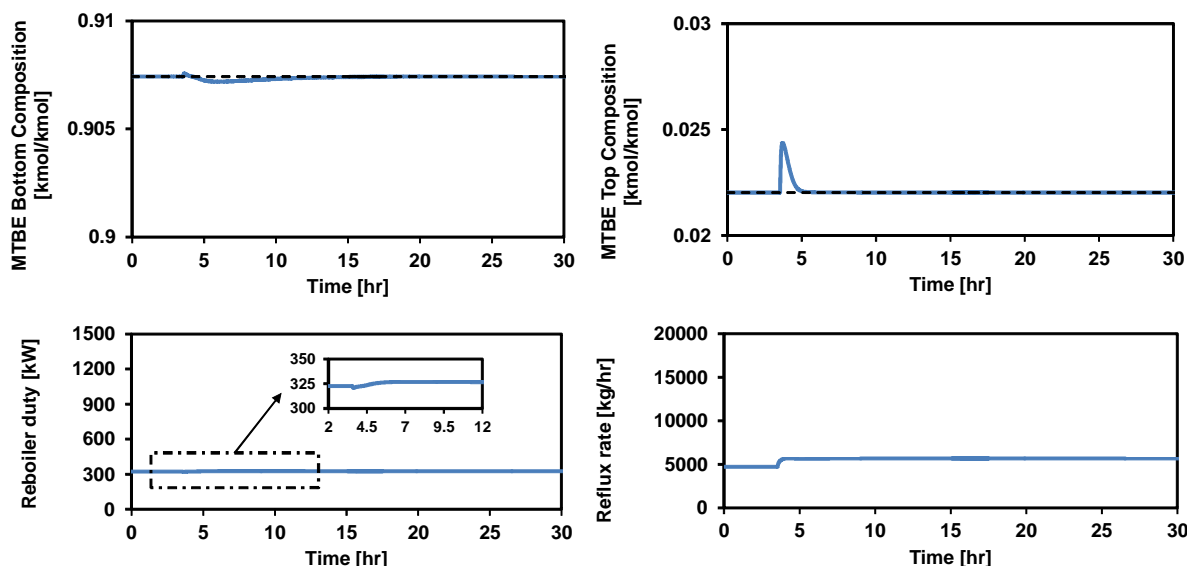 MTBE Bottom Composition
[kmol/kmol]
0.91
0.905
0.9
0 5 10 15 20 25 30
Time [hr]
MTBE Top Composition
[kmol/kmol]
0.03
0.025
0.02
0 5 10 15 20 25 30
Time [hr]
Reboiler duty [kW]
1500
1200
900
600
300
0
350
325
300
2 4.5 7 9.5 12
0 5 10 15 20 25 30
Time [hr]
Reflux rate [kg/hr]
20000
15000
10000
5000
0
0 5 10 15 20 25 30
Time [hr]